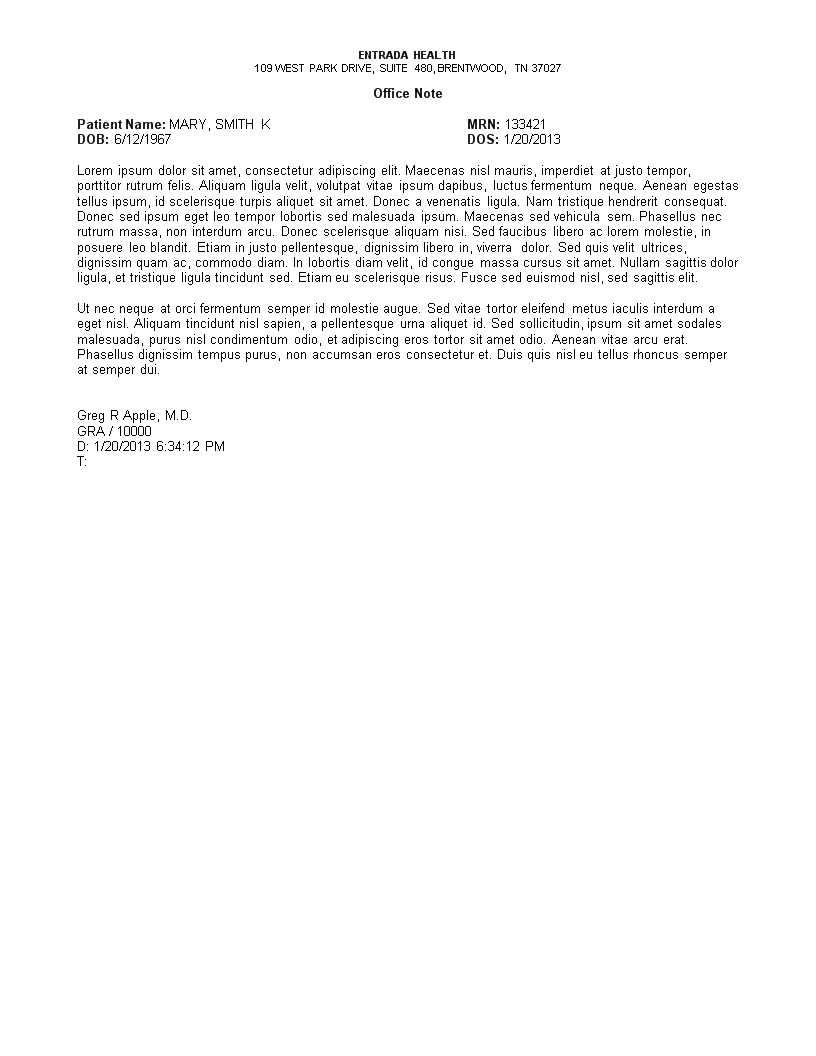 ENTRADA HEALTH
109 WEST PARK DRIVE, SUITE 480, BRENTWOOD, TN 37027
Office Note
Patient Name: MARY, SMITH K MRN: 133421
DOB: 6/12/1967 DOS: 1/20/2013
Lorem ipsum dolor sit amet, consectetur adipiscing elit. Maecenas nisl mauris, imperdiet at justo tempor,
porttitor rutrum felis. Aliquam ligula velit, volutpat vitae ipsum dapibus, luctus fermentum neque. Aenean egestas
tellus ipsum, id scelerisque turpis aliquet sit amet. Donec a venenatis ligula. Nam tristique hendrerit consequat.
Donec sed ipsum eget leo tempor lobortis sed malesuada ipsum. Maecenas sed vehicula sem. Phasellus nec
rutrum massa, non interdum arcu. Donec scelerisque aliquam nisi. Sed faucibus libero ac lorem molestie, in
posuere leo blandit. Etiam in justo pellentesque, dignissim libero in, viverra dolor. Sed quis velit ultrices,
dignissim quam ac, commodo diam. In lobortis diam velit, id congue massa cursus sit amet. Nullam sagittis dolor
ligula, et tristique ligula tincidunt sed. Etiam eu scelerisque risus. Fusce sed euismod nisl, sed sagittis elit.
Ut nec neque at orci fermentum semper id molestie augue. Sed vitae tortor eleifend metus iaculis interdum a
eget nisl. Aliquam tincidunt nisl sapien, a pellentesque urna aliquet id. Sed sollicitudin, ipsum sit amet sodales
malesuada, purus nisl condimentum odio, et adipiscing eros tortor sit amet odio. Aenean vitae arcu erat.
Phasellus dignissim tempus purus, non accumsan eros consectetur et. Duis quis nisl eu tellus rhoncus semper
at semper dui.
Greg R Apple, M.D.
GRA / 10000
D: 1/20/2013 6:34:12 PM
T: